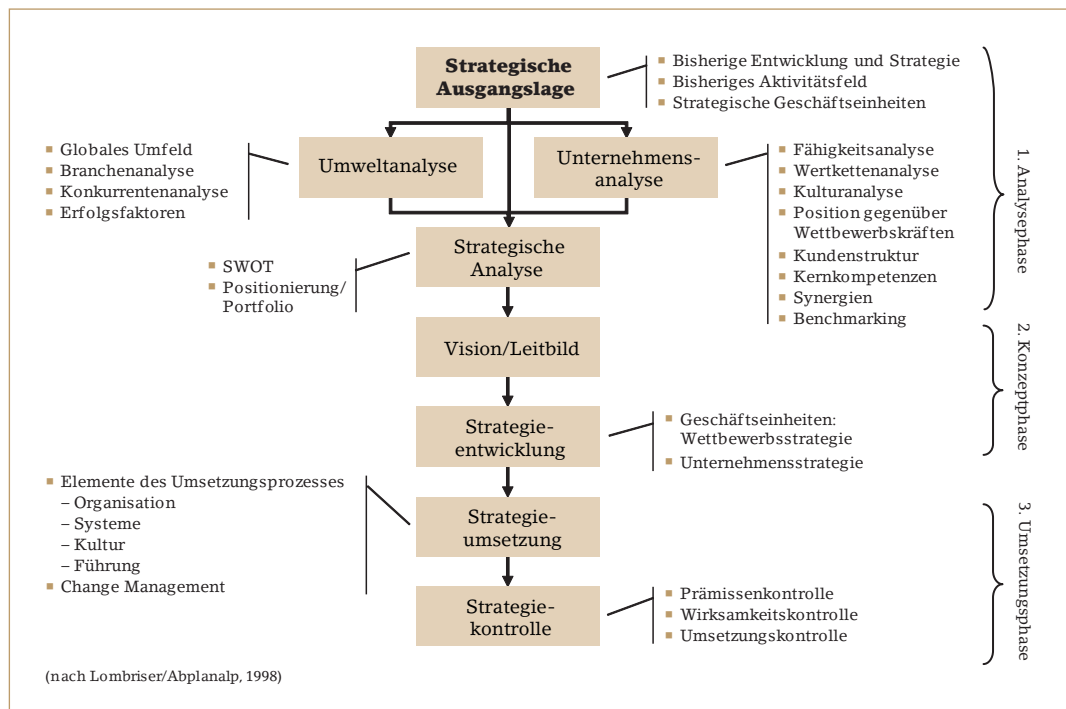 Strategische
Ausgangslage
■ Bisherige Entwicklung und Strategie
■ Bisheriges Aktivitätsfeld
■ Strategische Geschäftseinheiten
■ Globales Umfeld
■ Branchenanalyse
■ Konkurrentenanalyse
■ Erfolgsfaktoren
Umweltanalyse
Unternehmens-
analyse
■ Fähigkeitsanalyse
■ Wertkettenanalyse
■ Kulturanalyse
■ Position gegenüber
Wettbewerbskräften
■ Kundenstruktur
■ Kernkompetenzen
■ Synergien
■ Benchmarking
1. Analysephase
■ SWOT
■ Positionierung/
Portfolio
Strategische
Analyse
Vision/Leitbild
2. Konzeptphase
Strategie-
entwicklung
■ Geschäftseinheiten:
Wettbewerbsstrategie
■ Unternehmensstrategie
■ Elemente des Umsetzungsprozesses
– Organisation
– Systeme
– Kultur
– Führung
■ Change Management
Strategie-
umsetzung
3. Umsetzungsphase
Strategie-
kontrolle
■ Prämissenkontrolle
■ Wirksamkeitskontrolle
■ Umsetzungskontrolle
(nach Lombriser/Abplanalp, 1998)